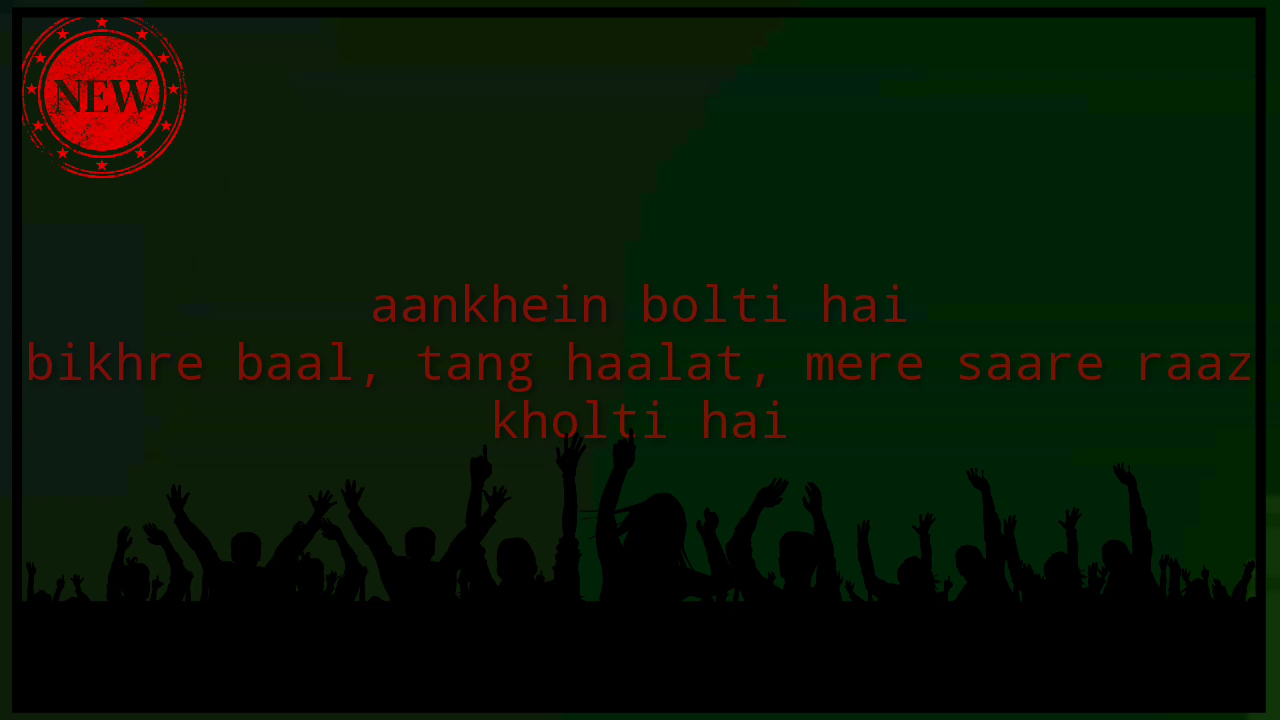 NEW
aankhein bolti hai
bikhre baal, tang haalat, mere saare raaz
kholti hai